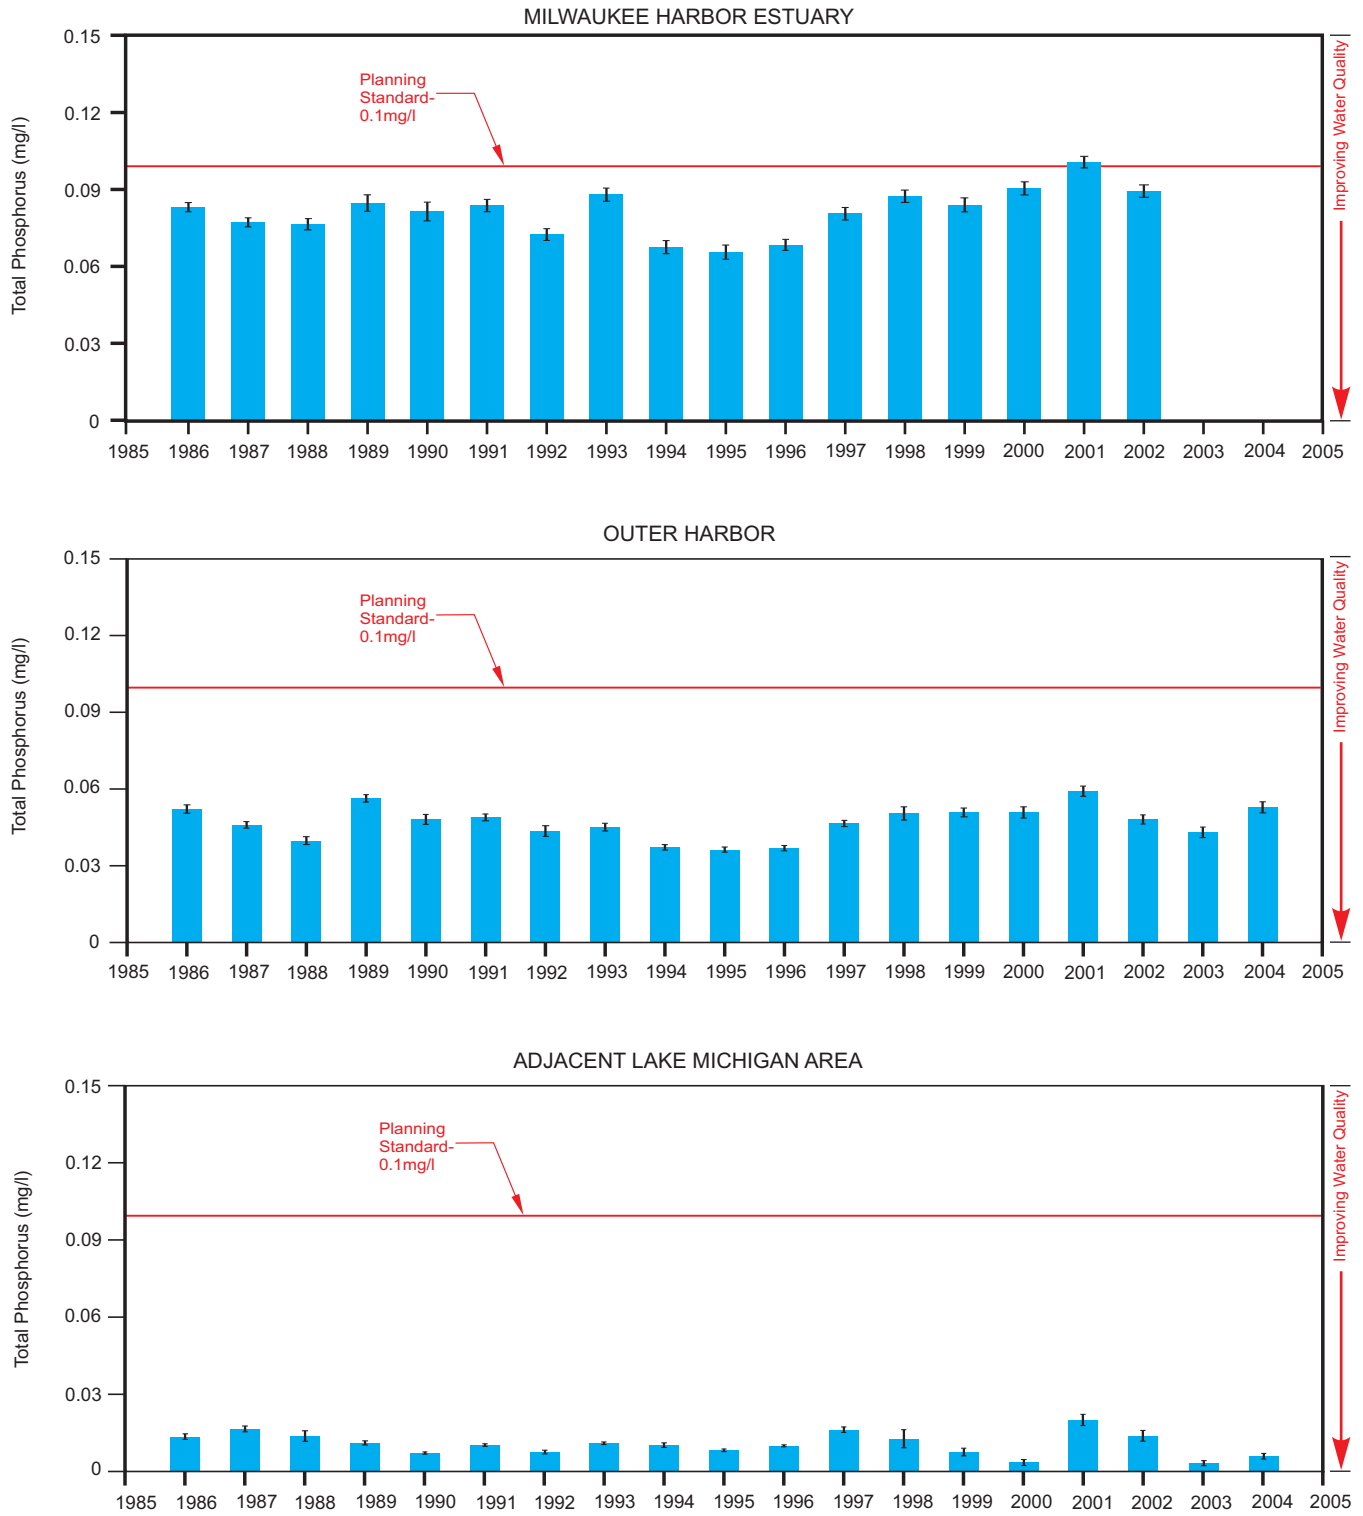 MILWAUKEE HARBOR ESTUARY
0.15
0.12
0.09
0.06
0.03
0
Total Phosphorus (mg/l)
Planning
Standard-
0.1mg/l
Improving Water Quality
1985 1986 1987 1988 1989 1990 1991 1992 1993 1994 1995 1996 1997 1998 1999 2000 2001 2002 2003 2004 2005
OUTER HARBOR
0.15
0.12
0.09
0.06
0.03
0
Total Phosphorus (mg/l)
Planning
Standard-
0.1mg/l
Improving Water Quality
1985 1986 1987 1988 1989 1990 1991 1992 1993 1994 1995 1996 1997 1998 1999 2000 2001 2002 2003 2004 2005
ADJACENT LAKE MICHIGAN AREA
0.15
0.12
0.09
0.06
0.03
0
Total Phosphorus (mg/l)
Planning
Standard-
0.1mg/l
Improving Water Quality
1985 1986 1987 1988 1989 1990 1991 1992 1993 1994 1995 1996 1997 1998 1999 2000 2001 2002 2003 2004 2005